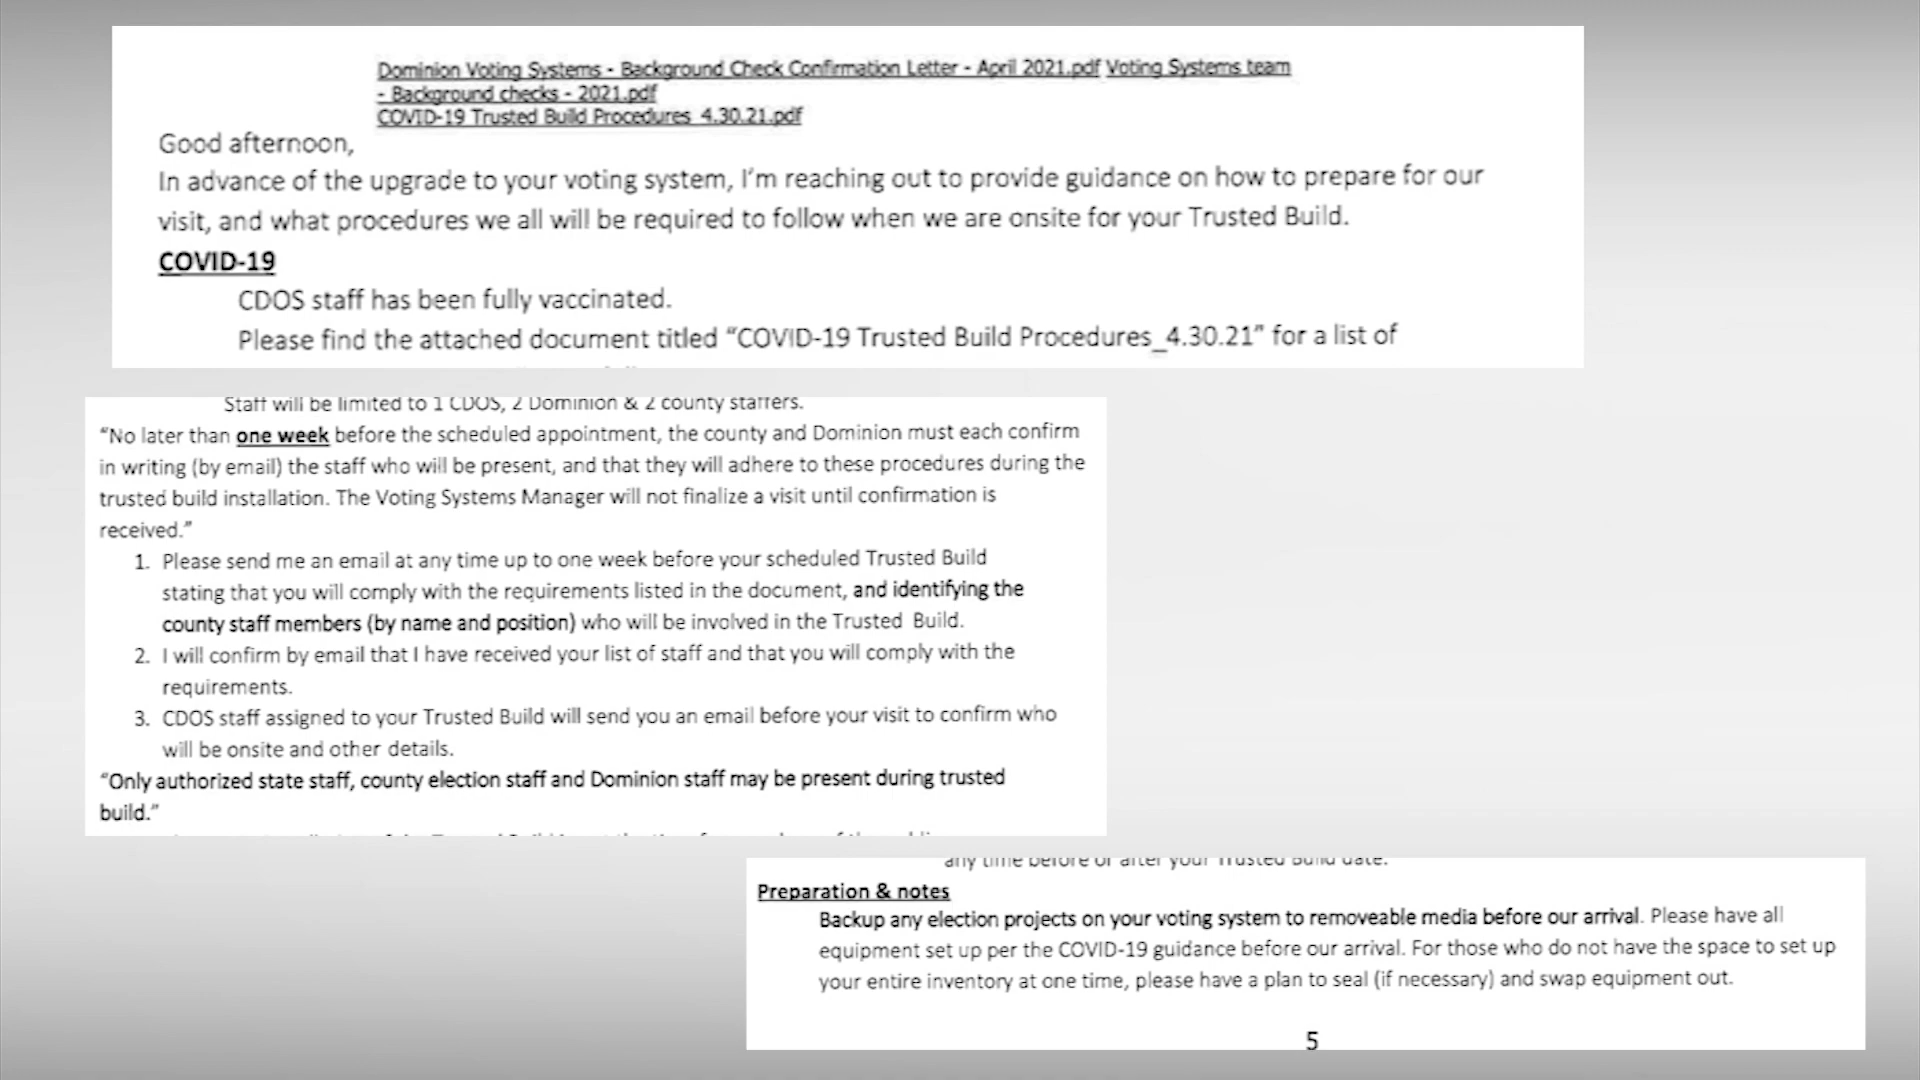 Dominion Voting Systems - Background Check Confirmation Letter - April 2021.pdf Voting Systems team
- Background checks - 2021.pdf
COVID-19 Trusted Build Procedures_4.30.21.pdf
Good afternoon,
In advance of the upgrade to your voting system, I'm reaching out to provide guidance on how to prepare for our
visit, and what procedures we all will be required to follow when we are onsite for your Trusted Build.
COVID-19
CDOS staff has been fully vaccinated.
Please find the attached document titled “COVID-19 Trusted Build Procedures_4.30.21” for a list of
Staff will be limited to 1 CDOS, 2 Dominion & 2 county staffers.
“No later than one week before the scheduled appointment, the county and Dominion must each confirm
in writing (by email) the staff who will be present, and that they will adhere to these procedures during the
trusted build installation. The Voting Systems Manager will not finalize a visit until confirmation is
received.”
1. Please send me an email at any time up to one week before your scheduled Trusted Build
stating that you will comply with the requirements listed in the document, and identifying the
county staff members (by name and position) who will be involved in the Trusted Build.
2. I will confirm by email that I have received your list of staff and that you will comply with the
requirements.
3. CDOS staff assigned to your Trusted Build will send you an email before your visit to confirm who
will be onsite and other details.
“Only authorized state staff, county election staff and Dominion staff may be present during trusted
build.”
any time before or after your Trusted Build date.
Preparation & notes
Backup any election projects on your voting system to removeable media before our arrival. Please have all
equipment set up per the COVID-19 guidance before our arrival. For those who do not have the space to set up
your entire inventory at one time, please have a plan to seal (if necessary) and swap equipment out.
5